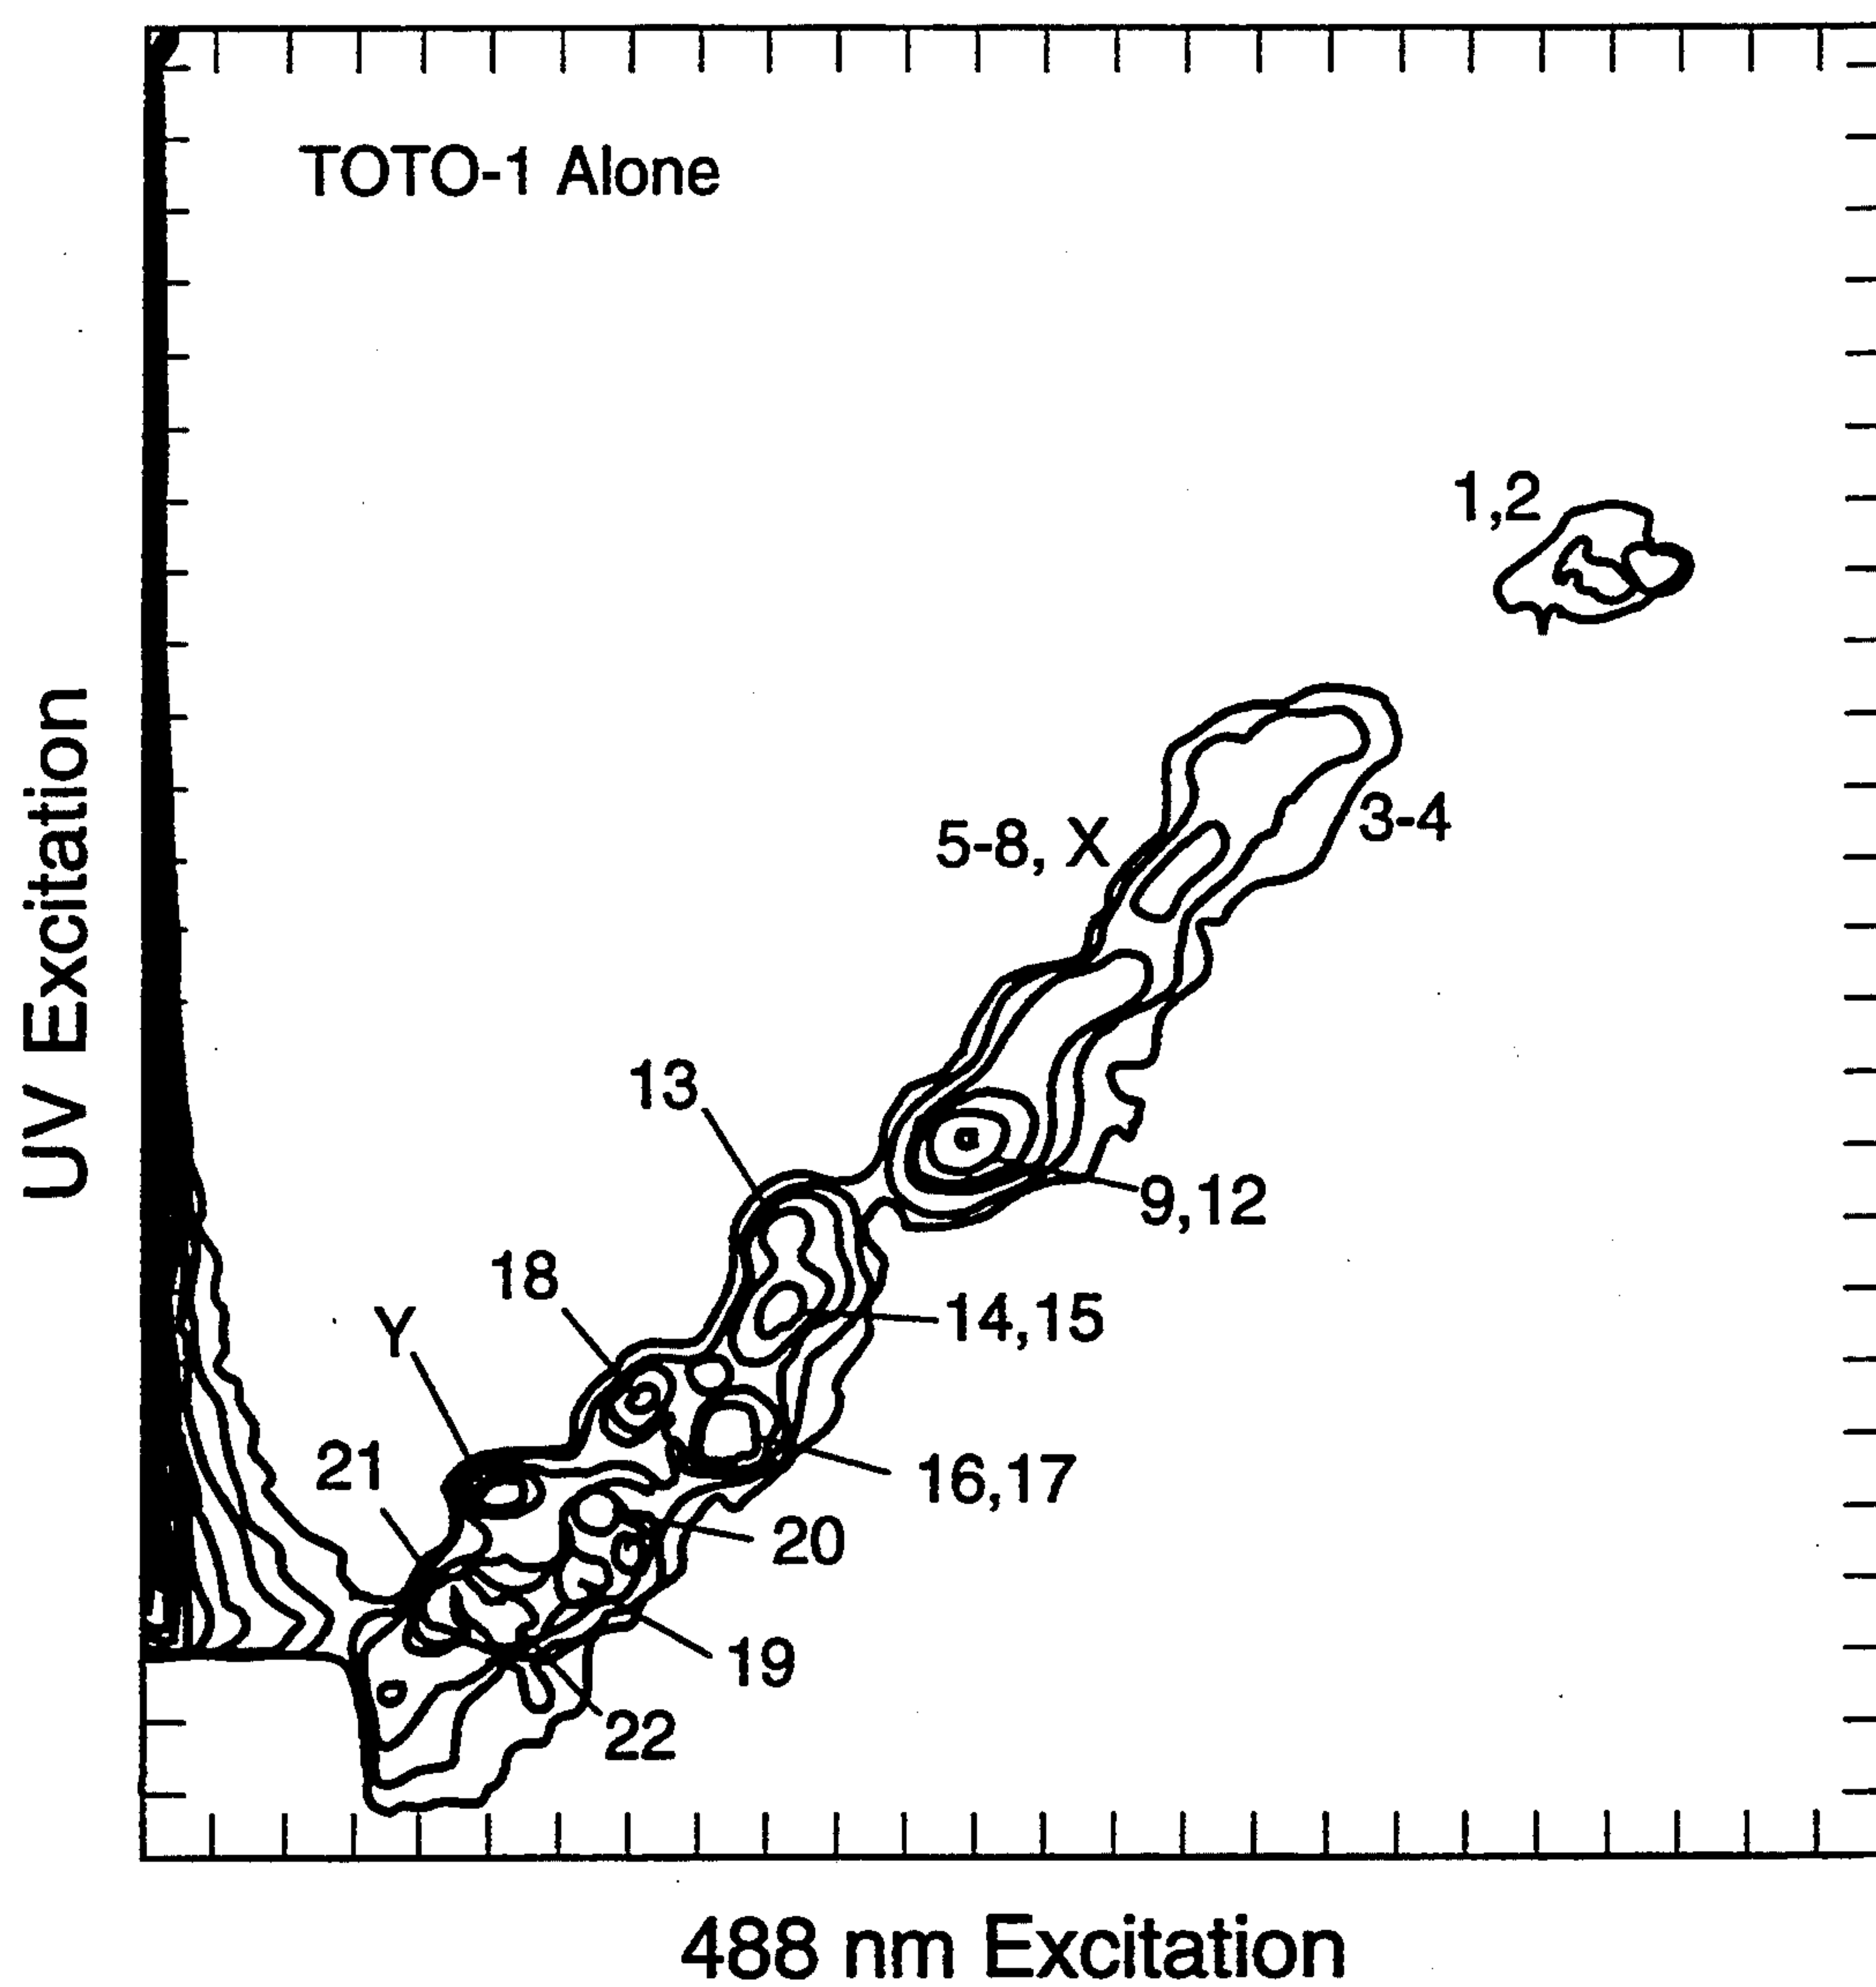 TOTO-1 Alone
1,2
3-4
5-8, X
13
9,12
18
14,15
Y
21
16,17
20
19
22
UV Excitation
488 nm Excitation